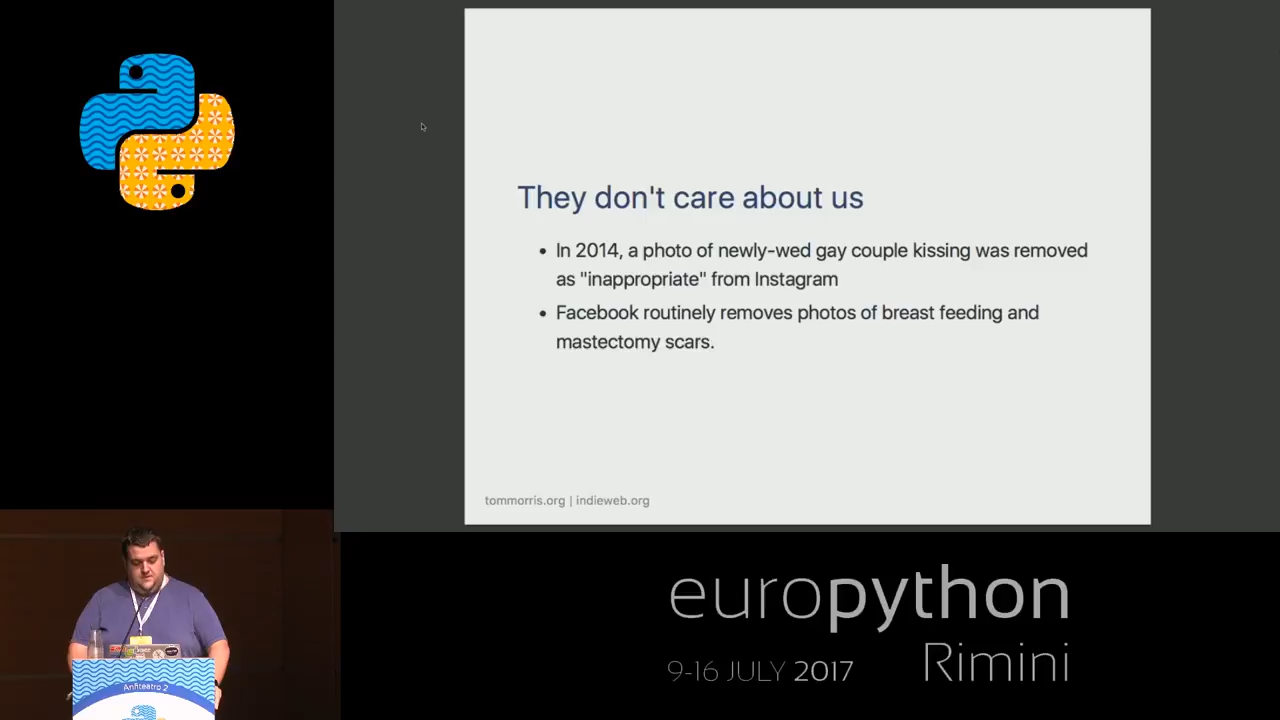 They don't care about us
• In 2014, a photo of newly-wed gay couple kissing was removed
as "inappropriate" from Instagram
• Facebook routinely removes photos of breast feeding and
mastectomy scars.
tommorris.org | indieweb.org
Anfiteatro 2
europython
9-16 JULY 2017 Rimini